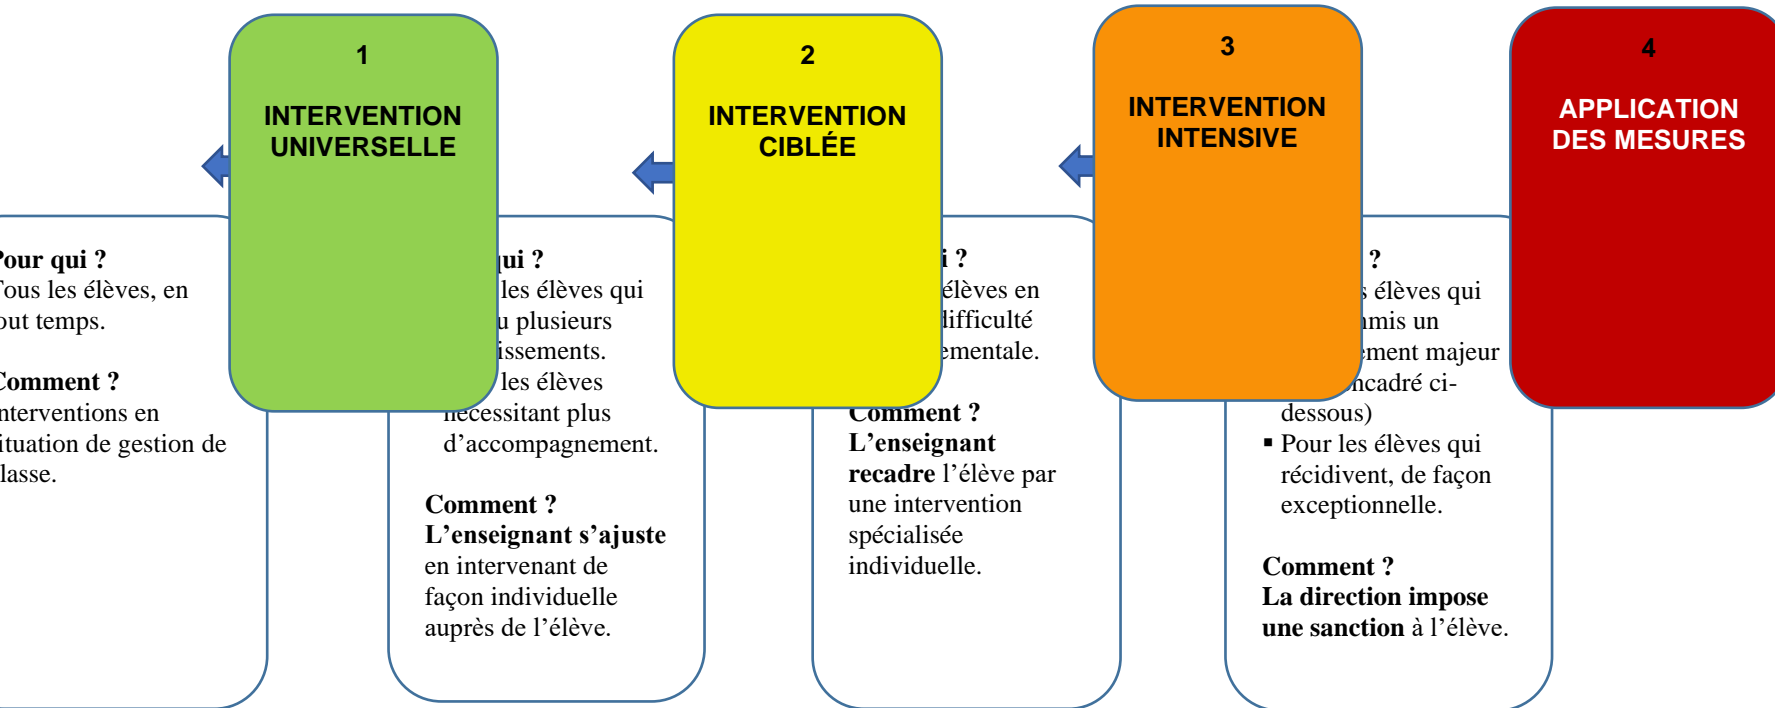 1
INTERVENTION
UNIVERSELLE
2
INTERVENTION
CIBLÉE
3
INTERVENTION
INTENSIVE
4
APPLICATION
DES MESURES
Pour qui ?
Tous les élèves, en
tout temps.
Comment ?
Interventions en
situation de gestion de
classe.
qui ?
les élèves qui
plusieurs
les élèves
nécessitant plus
d’accompagnement.
Comment ?
L’enseignant s’ajuste
en intervenant de
façon individuelle
auprès de l’élève.
?
élèves en
difficulté
Comment ?
L’enseignant
recadre l’élève par
une intervention
spécialisée
individuelle.
?
élèves qui
un
majeur
encadré ci-
dessous)
▪ Pour les élèves qui
récidivent, de façon
exceptionnelle.
Comment ?
La direction impose
une sanction à l’élève.